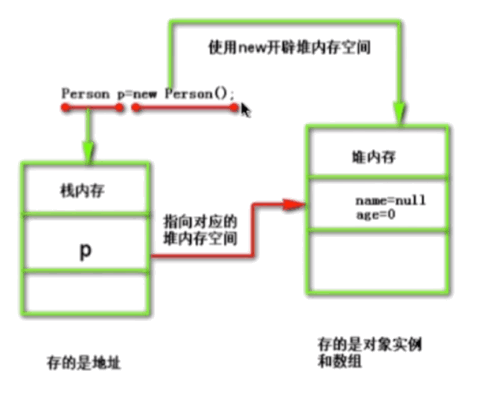 使用new开辟堆内存空间
Person p=new Person();
栈内存
堆内存
name=null
age=0
指向对应的
堆内存空间
p
存的是地址
存的是对象实例
和数组